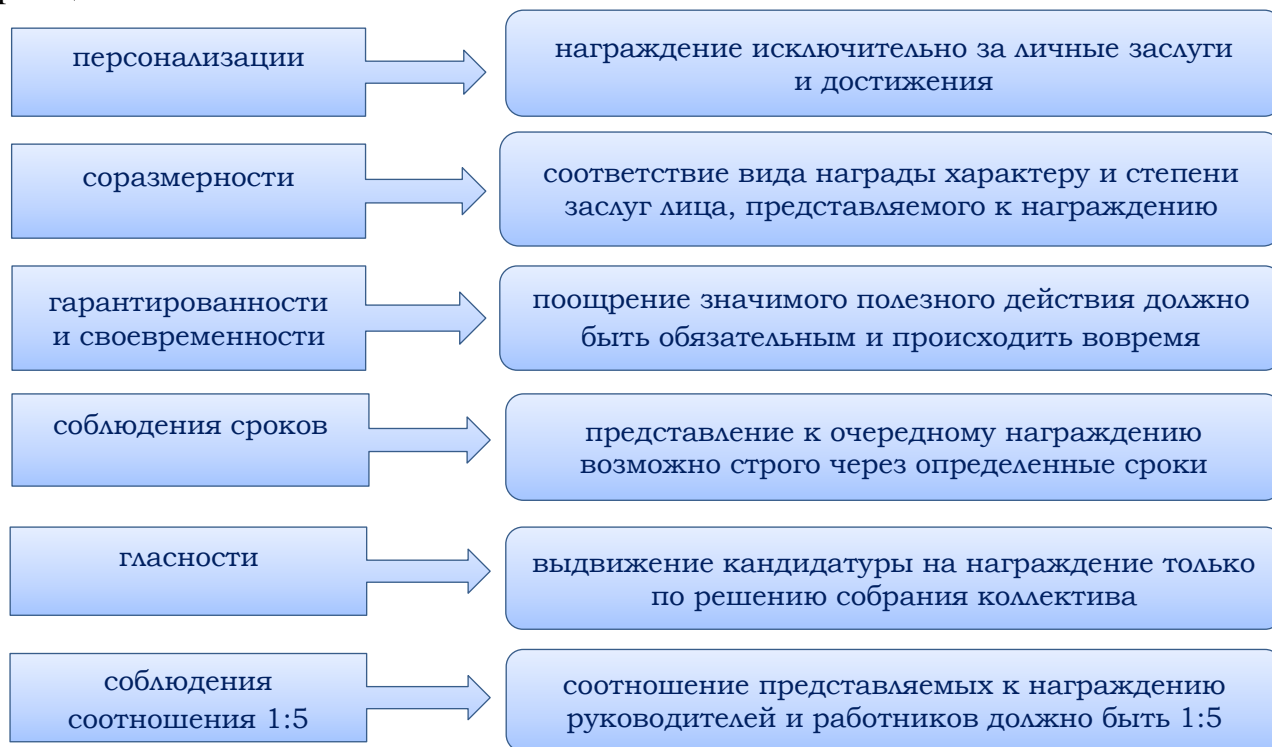 персонализации
награждение исключительно за личные заслуги
и достижения
соразмерности
соответствие вида награды характеру и степени
заслуг лица, представляемого к награждению
гарантированности
и своевременности
поощрение значимого полезного действия должно
быть обязательным и происходить вовремя
соблюдения сроков
представление к очередному награждению
возможно строго через определенные сроки
гласности
выдвижение кандидатуры на награждение только
по решению собрания коллектива
соблюдения
соотношения 1:5
соотношение представляемых к награждению
руководителей и работников должно быть 1:5